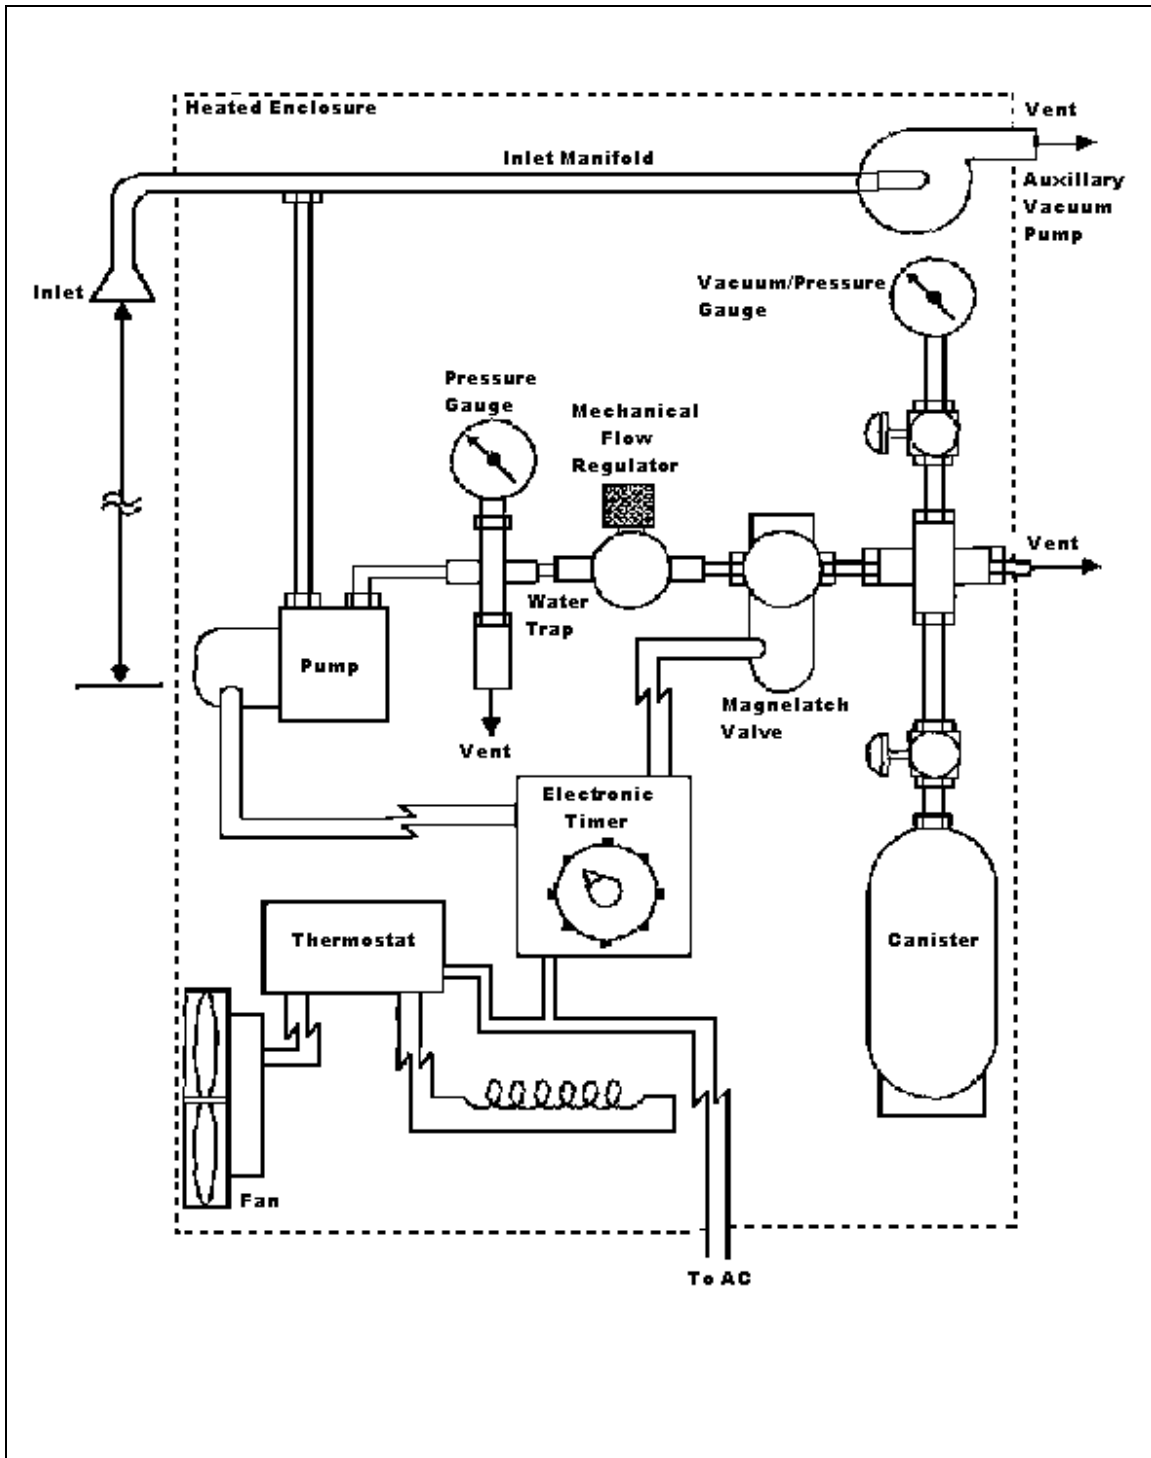 Heated Enclosure
Vent
Inlet Manifold
Auxillary
Vacuum
Pump
Inlet
Vacuum/Pressure
Gauge
Pressure
Gauge
Mechanical
Flow
Regulator
Vent
Water
Trap
Pump
Magnelatch
Valve
Vent
Electronic
Timer
Thermostat
Canister
Fan
To AC